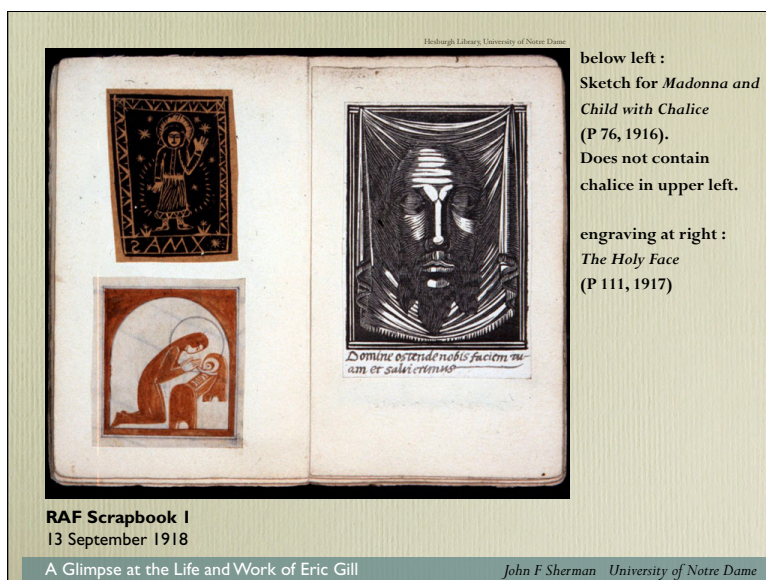 Hesburgh Library, University of Notre Dame
below left :
Sketch for Madonna and
Child with Chalice
(P 76, 1916).
Does not contain
chalice in upper left.
engraving at right :
The Holy Face
(P 111, 1917)
SAMX
Domine ostende nobis faciem tu-
am et salvi erimus
RAF Scrapbook 1
13 September 1918
A Glimpse at the Life and Work of Eric Gill
John F Sherman University of Notre Dame